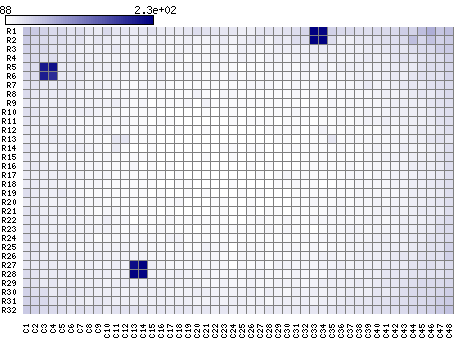 88 2.3e+02
R1
R2
R3
R4
R5
R6
R7
R8
R9
R10
R11
R12
R13
R14
R15
R16
R17
R18
R19
R20
R21
R22
R23
R24
R25
R26
R27
R28
R29
R30
R31
R32
C1 C2 C3 C4 C5 C6 C7 C8 C9 C10 C11 C12 C13 C14 C15 C16 C17 C18 C19 C20 C21 C22 C23 C24 C25 C26 C27 C28 C29 C30 C31 C32 C33 C34 C35 C36 C37 C38 C39 C40 C41 C42 C43 C44 C45 C46 C47 C48